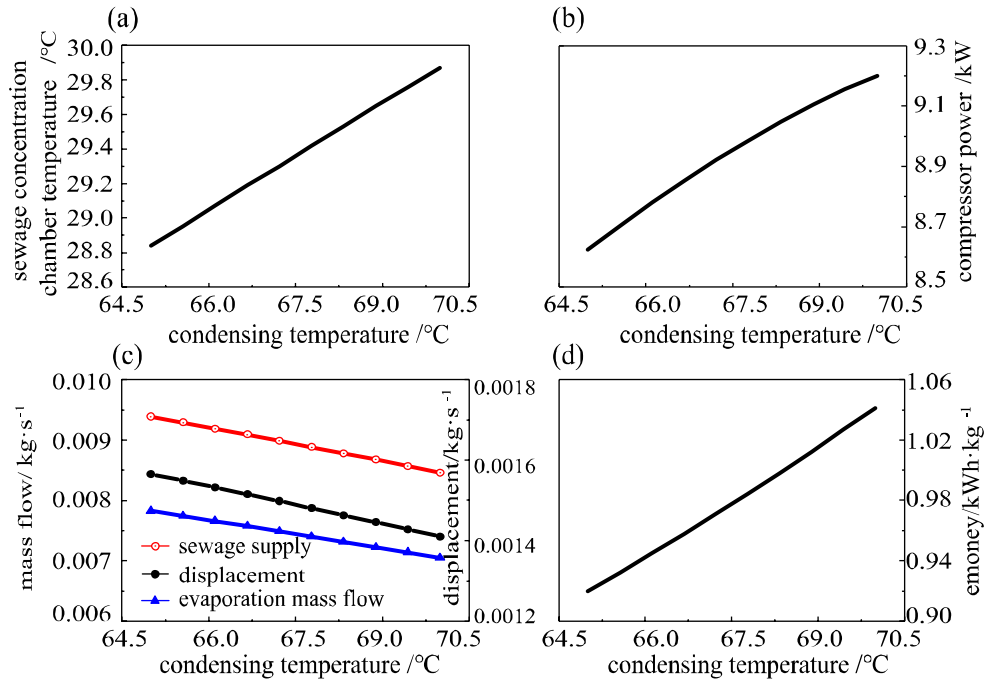 (a)
sewage concentration
chamber temperature /°C
30.0
29.8
29.6
29.4
29.2
29.0
28.8
28.6
64.5 66.0 67.5 69.0 70.5
condensing temperature /°C
(b)
9.3
9.1
8.9
8.7
8.5
compressor power /kW
64.5 66.0 67.5 69.0 70.5
condensing temperature /°C
(c)
mass flow/ kg·s⁻¹
0.010
0.009
0.008
0.007
0.006
sewage supply
displacement
evaporation mass flow
0.0018
0.0016
0.0014
0.0012
displacement/kg·s⁻¹
64.5 66.0 67.5 69.0 70.5
condensing temperature /°C
(d)
1.06
1.02
0.98
0.94
0.90
emoney/kWh·kg⁻¹
64.5 66.0 67.5 69.0 70.5
condensing temperature /°C